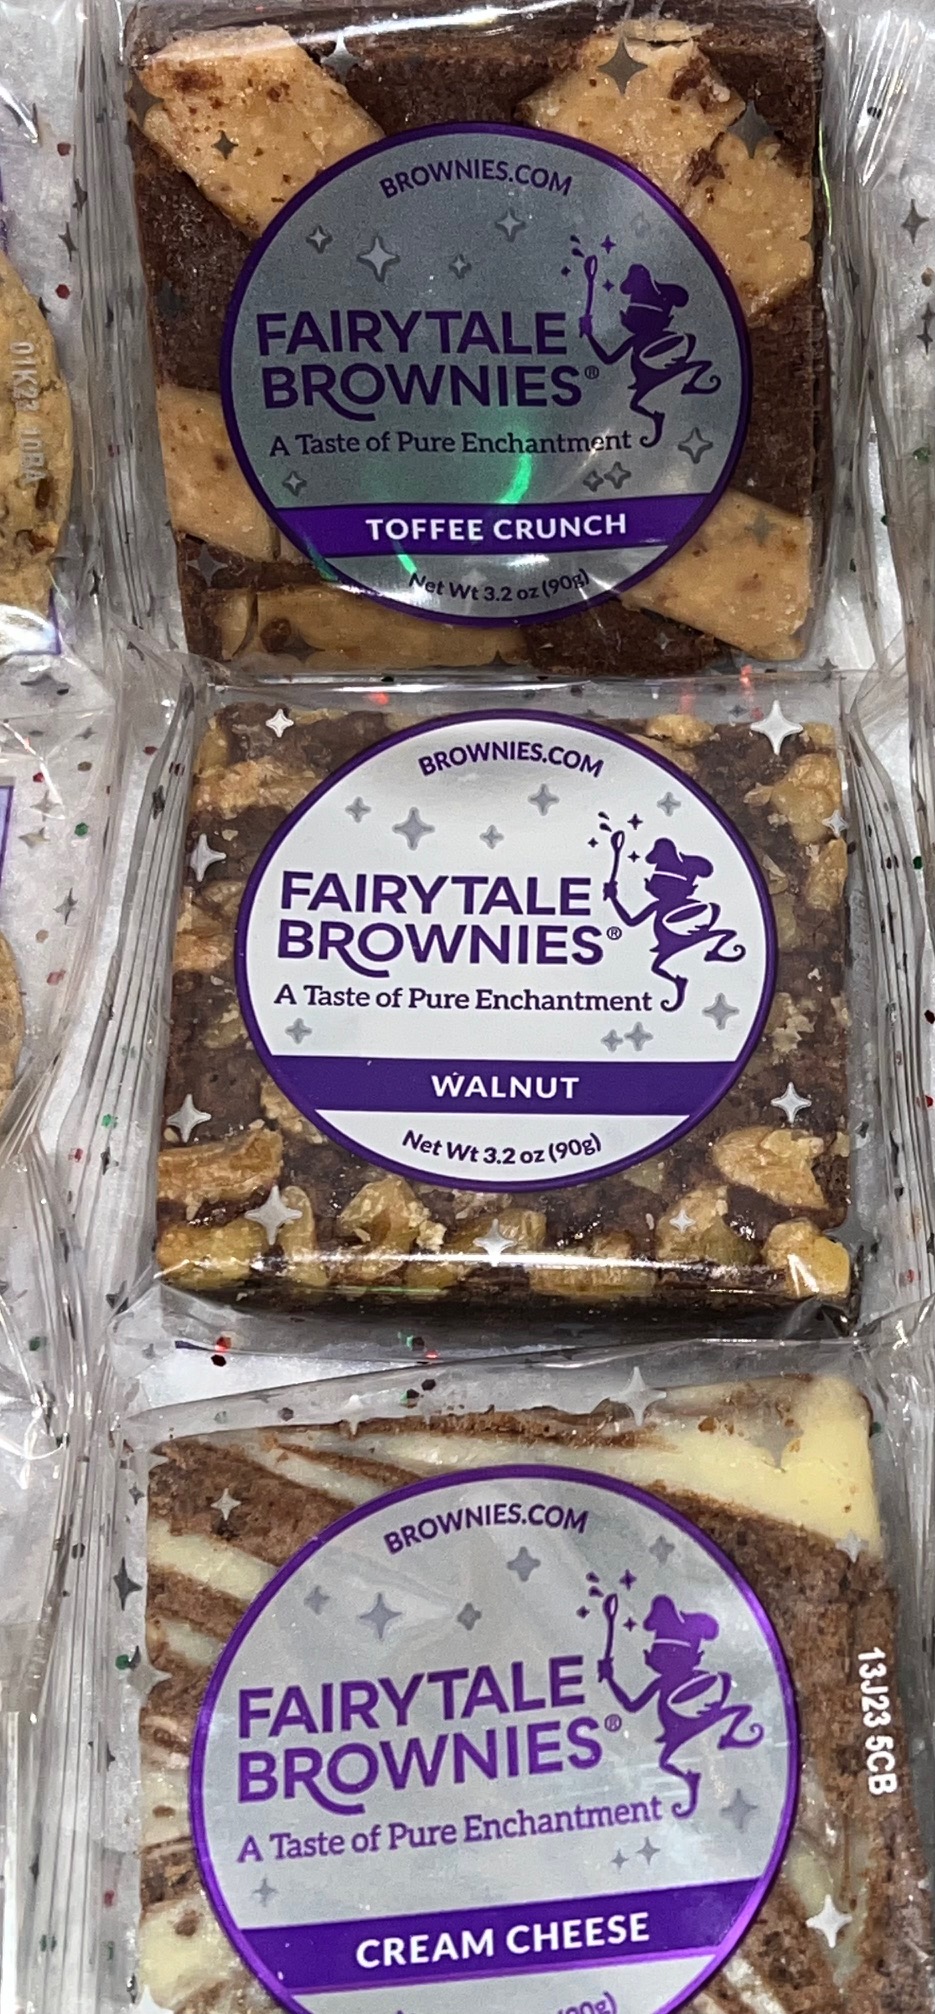 BROWNIES.COM
FAIRYTALE
BROWNIES®
A Taste of Pure Enchantment
TOFFEE CRUNCH
Net Wt 3.2 oz (90g)
01K23 10BA
BROWNIES.COM
FAIRYTALE
BROWNIES®
A Taste of Pure Enchantment
WALNUT
Net Wt 3.2 oz (90g)
BROWNIES.COM
FAIRYTALE
BROWNIES®
A Taste of Pure Enchantment
CREAM CHEESE
13J23 5CB